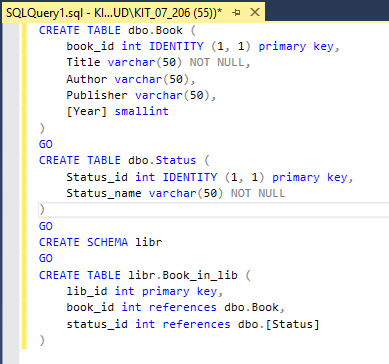 SQLQuery1.sql - KI...UD\KIT_07_206 (55))*
CREATE TABLE dbo.Book (
book_id int IDENTITY (1, 1) primary key,
Title varchar(50) NOT NULL,
Author varchar(50),
Publisher varchar(50),
[Year] smallint
)
GO
CREATE TABLE dbo.Status (
Status_id int IDENTITY (1, 1) primary key,
Status_name varchar(50) NOT NULL
)
GO
CREATE SCHEMA libr
GO
CREATE TABLE libr.Book_in_lib (
lib_id int primary key,
book_id int references dbo.Book,
status_id int references dbo.[Status]
)